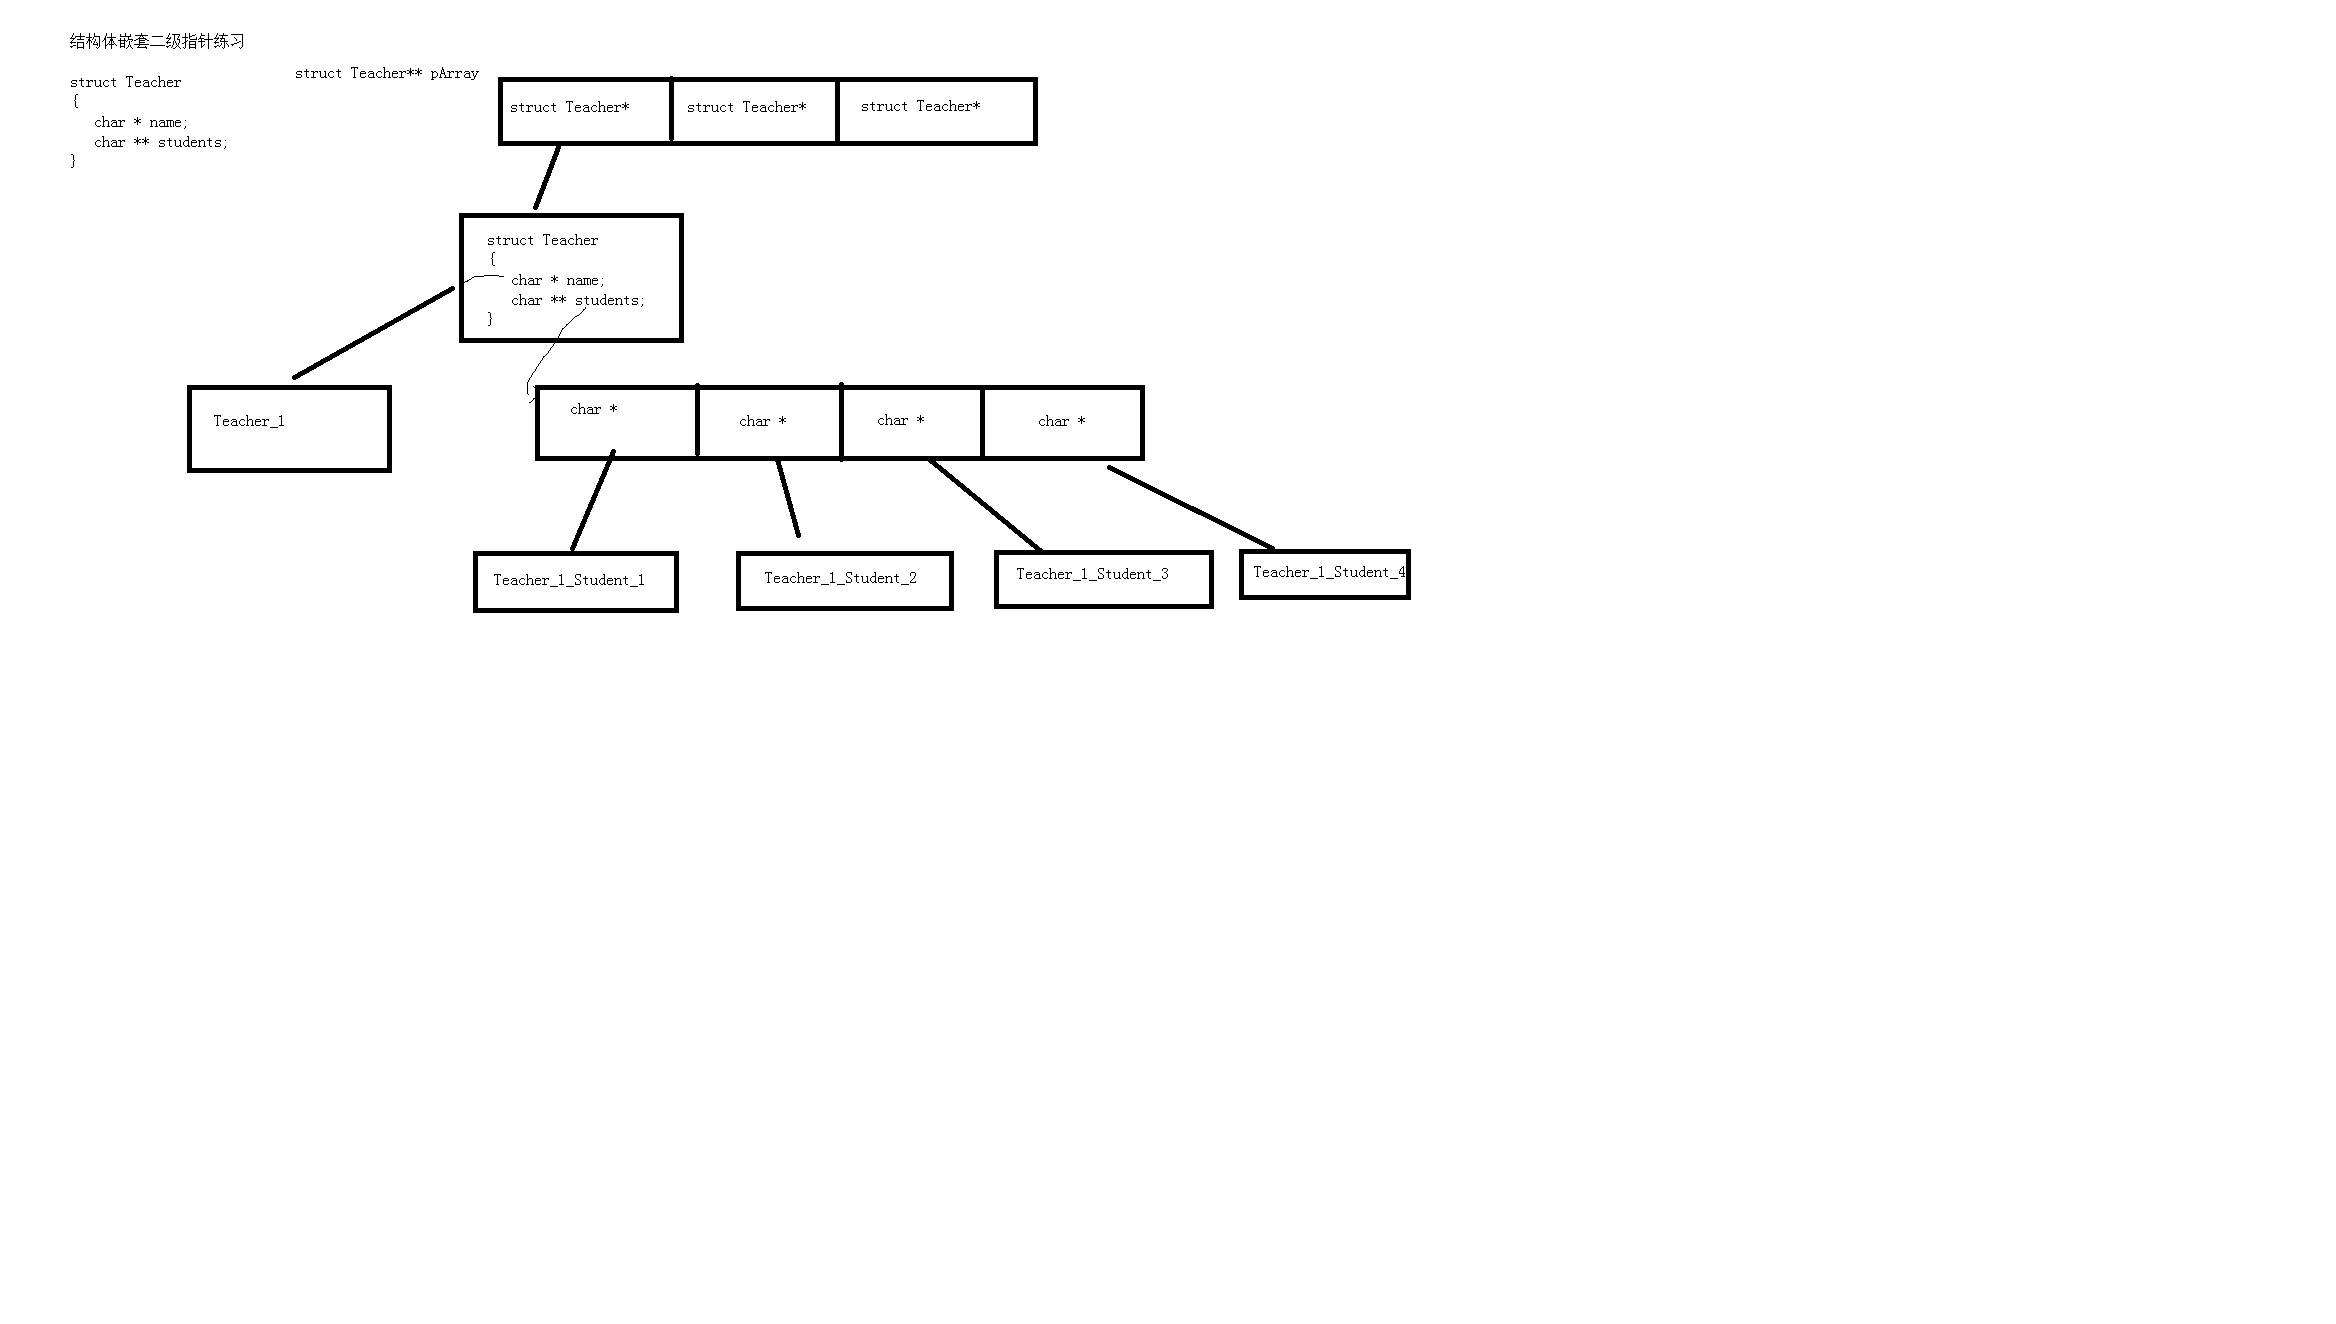 结构体嵌套二级指针练习
struct Teacher
{
char * name;
char ** students;
}
struct Teacher** pArray
struct Teacher* struct Teacher* struct Teacher*
struct Teacher
{
char * name;
char ** students;
}
Teacher_1
char * char * char * char *
Teacher_1_Student_1 Teacher_1_Student_2 Teacher_1_Student_3 Teacher_1_Student_4